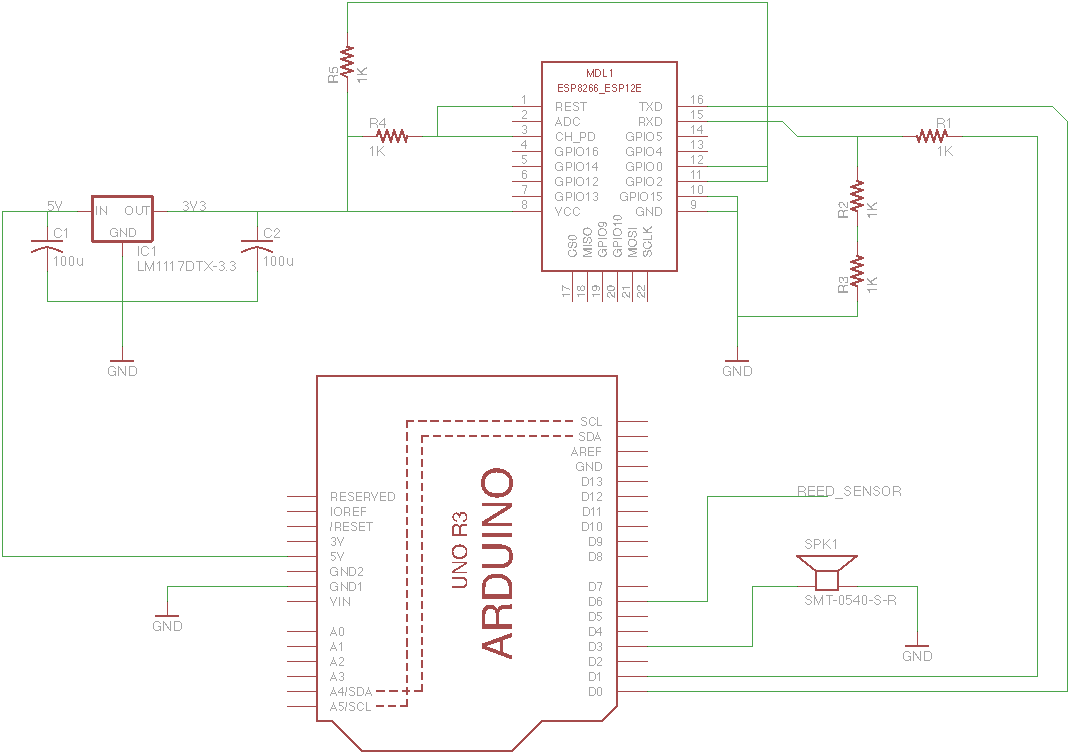 R5
1K
MDL1
ESP8266_ESP12E
1 REST TXD 16
2 ADC RXD 15
3 CH_PD GPIO5 14
4 GPIO16 GPIO4 13
5 GPIO14 GPIO0 12
6 GPIO12 GPIO2 11
7 GPIO13 GPIO15 10
8 VCC GND 9
CS0
MISO
GPIO9
GPIO10
MOSI
SCLK
17
18
19
20
21
22
R4
1K
R1
1K
R2
1K
R3
1K
5V
IN OUT
GND
3V3
C1
100u
IC1
LM1117DTX-3.3
C2
100u
GND
GND
SCL
SDA
AREF
GND
D13
D12
D11
D10
D9
D8
D7
D6
D5
D4
D3
D2
D1
D0
RESERVED
IOREF
/RESET
3V
5V
GND2
GND1
VIN
A0
A1
A2
A3
A4/SDA
A5/SCL
UNO R3
ARDUINO
GND
REED_SENSOR
SPK1
SMT-0540-S-R
GND